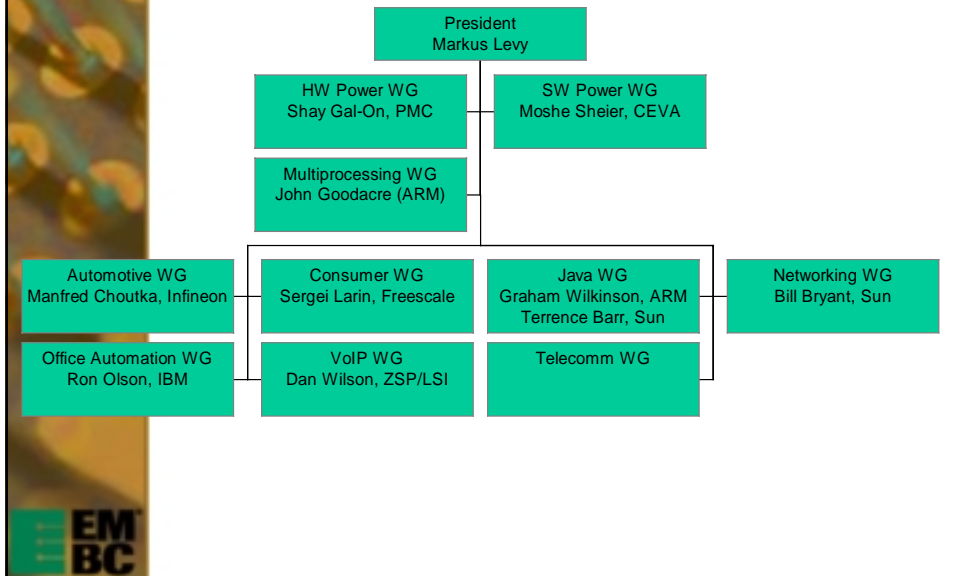 President
Markus Levy
HW Power WG
Shay Gal-On, PMC
SW Power WG
Moshe Sheier, CEVA
Multiprocessing WG
John Goodacre (ARM)
Automotive WG
Manfred Choutka, Infineon
Consumer WG
Sergei Larin, Freescale
Java WG
Graham Wilkinson, ARM
Terrence Barr, Sun
Networking WG
Bill Bryant, Sun
Office Automation WG
Ron Olson, IBM
VoIP WG
Dan Wilson, ZSP/LSI
Telecomm WG
EM
BC